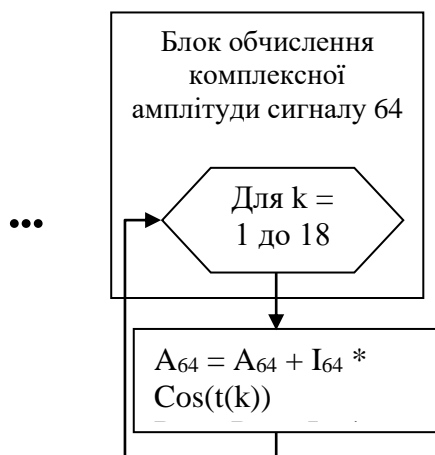 Блок обчислення
комплексної
амплітуди сигналу 64
...
Для k =
1 до 18
A64 = A64 + I64 *
Cos(t(k))